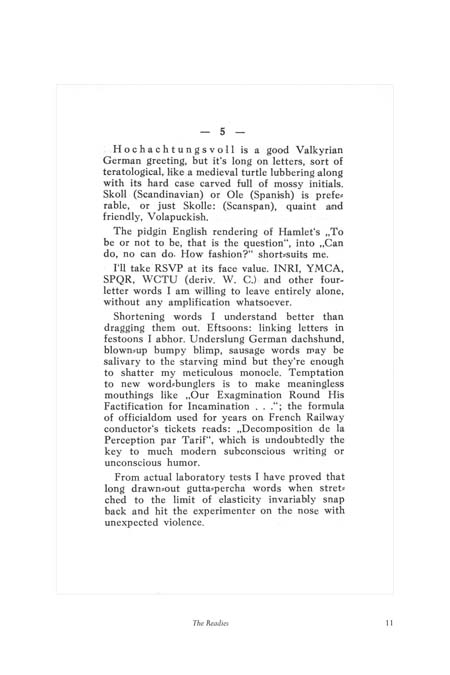 — 5 —
Hochachtungsvoll is a good Valkyrian
German greeting, but it's long on letters, sort of
teratological, like a medieval turtle lubbering along
with its hard case carved full of mossy initials.
Skoll (Scandinavian) or Ole (Spanish) is prefe=
rable, or just Skolle: (Scanspan), quaint and
friendly, Volapuckish.
The pidgin English rendering of Hamlet's „To
be or not to be, that is the question", into „Can
do, no can do. How fashion?" short=suits me.
I'll take RSVP at its face value. INRI, YMCA,
SPQR, WCTU (deriv. W. C.) and other four-
letter words I am willing to leave entirely alone,
without any amplification whatsoever.
Shortening words I understand better than
dragging them out. Eftsoons: linking letters in
festoons I abhor. Underslung German dachshund,
blown=up bumpy blimp, sausage words may be
salivary to the starving mind but they're enough
to shatter my meticulous monocle. Temptation
to new word=bunglers is to make meaningless
mouthings like „Our Exagmination Round His
Factification for Incamination . . ."; the formula
of officialdom used for years on French Railway
conductor's tickets reads: „Decomposition de la
Perception par Tarif", which is undoubtedly the
key to much modern subconscious writing or
unconscious humor.
From actual laboratory tests I have proved that
long drawn=out gutta=percha words when stret=
ched to the limit of elasticity invariably snap
back and hit the experimenter on the nose with
unexpected violence.
The Readies 11